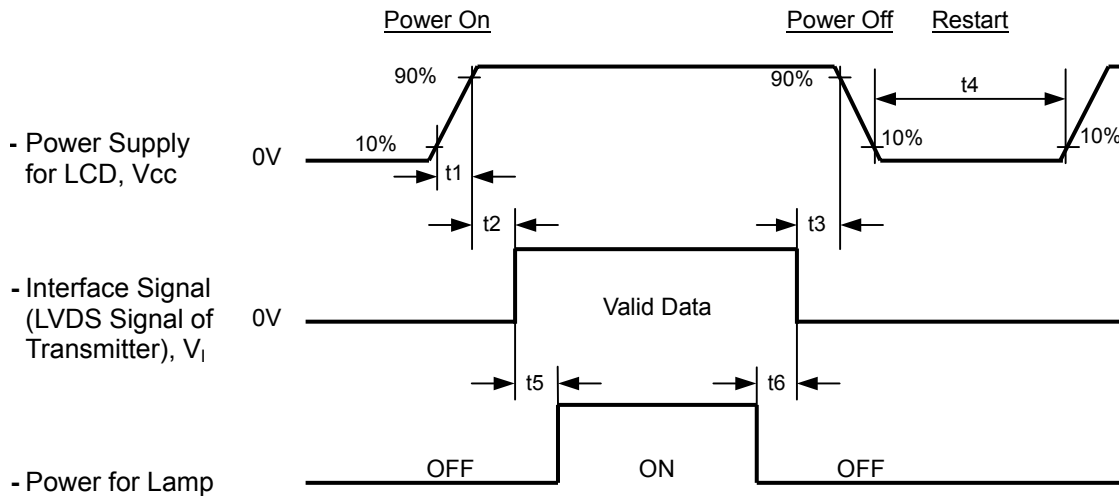 Power On
Power Off
Restart
90%
90%
t4
- Power Supply
for LCD, Vcc
0V
10%
10%
10%
t1
t2
t3
- Interface Signal
(LVDS Signal of
Transmitter), VI
0V
Valid Data
t5
t6
- Power for Lamp
OFF
ON
OFF